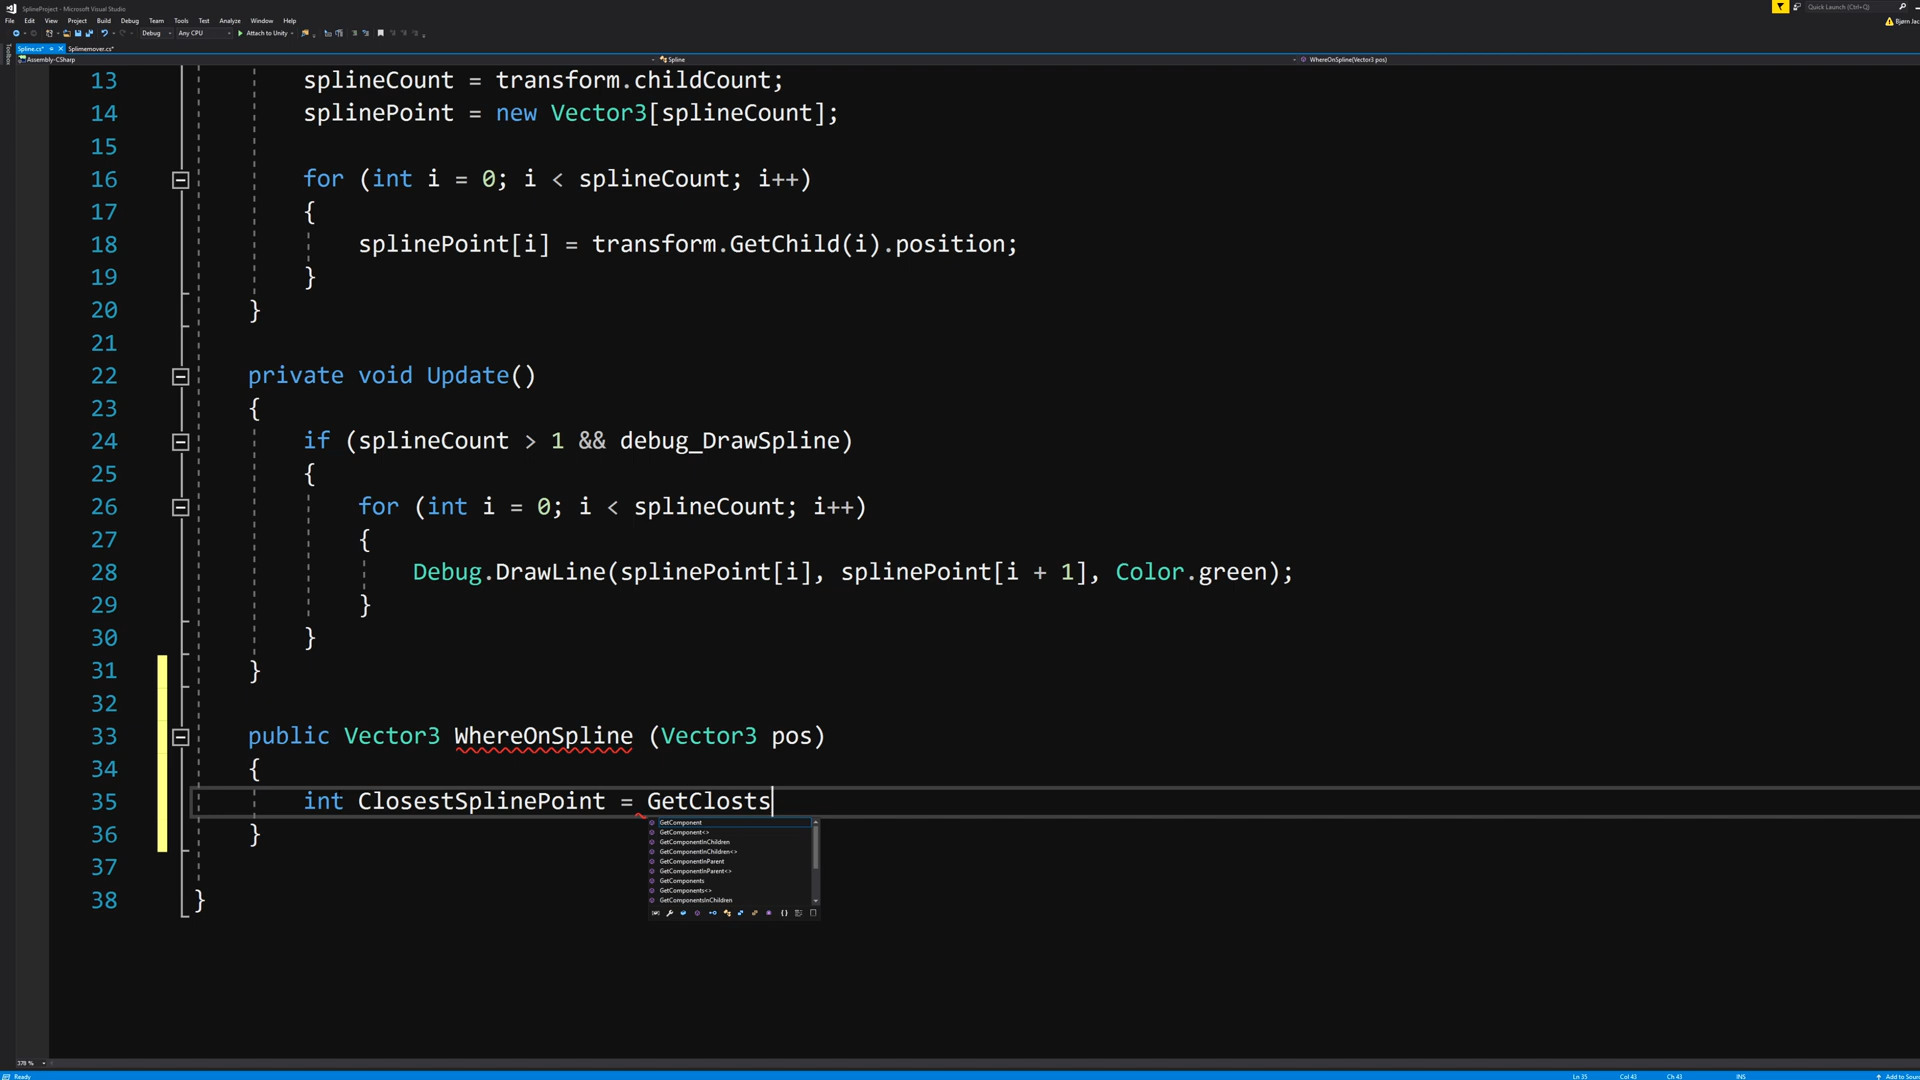 SplineProject - Microsoft Visual Studio
Quick Launch (Ctrl+Q)
File Edit View Project Build Debug Team Tools Test Analyze Window Help
Bjørn Jac
Debug Any CPU Attach to Unity
Toolbox
Spline.cs* Splinemover.cs*
Assembly-CSharp Spline WhereOnSpline(Vector3 pos)
13 splineCount = transform.childCount;
14 splinePoint = new Vector3[splineCount];
15
16 for (int i = 0; i < splineCount; i++)
17 {
18 splinePoint[i] = transform.GetChild(i).position;
19 }
20 }
21
22 private void Update()
23 {
24 if (splineCount > 1 && debug_DrawSpline)
25 {
26 for (int i = 0; i < splineCount; i++)
27 {
28 Debug.DrawLine(splinePoint[i], splinePoint[i + 1], Color.green);
29 }
30 }
31 }
32
33 public Vector3 WhereOnSpline (Vector3 pos)
34 {
35 int ClosestSplinePoint = GetClosts
36 }
37
38 }
GetComponent
GetComponent<>
GetComponentInChildren
GetComponentInChildren<>
GetComponentInParent
GetComponentInParent<>
GetComponents
GetComponents<>
GetComponentsInChildren
378 %
Ready Ln 35 Col 43 Ch 43 INS Add to Sour